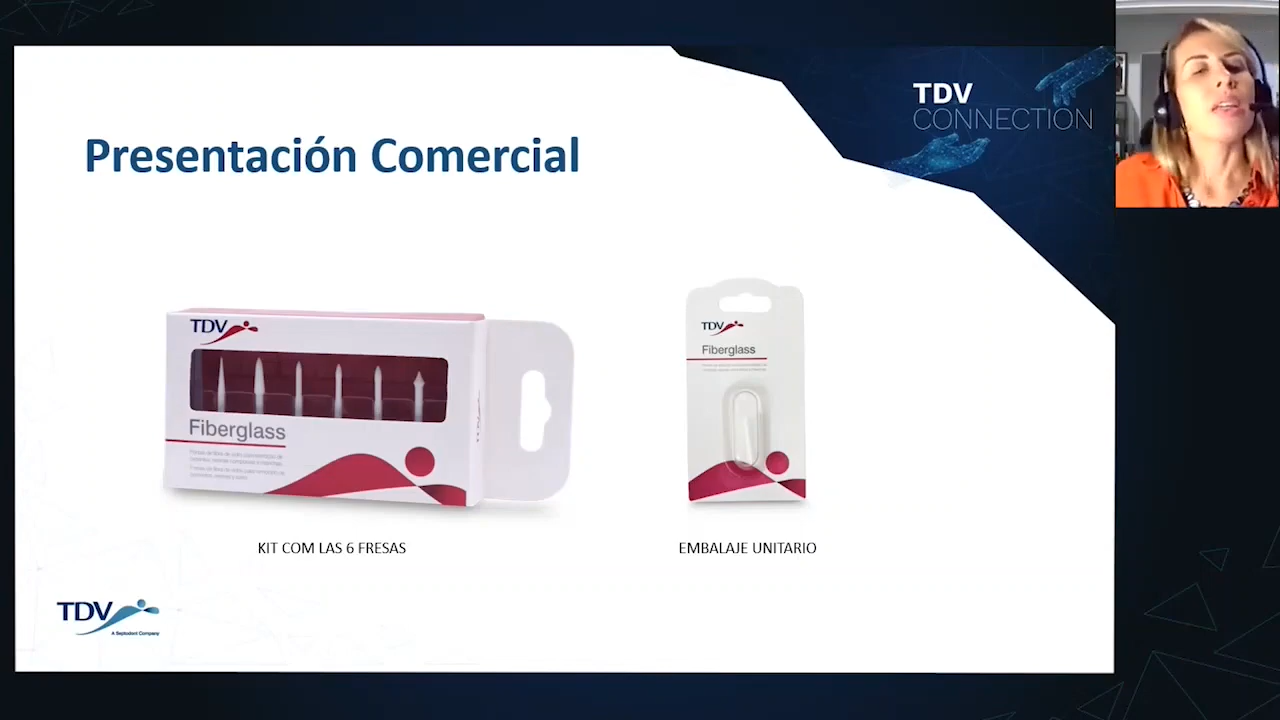 TDV
CONNECTION
Presentación Comercial
TDV
Fiberglass
TDV
Fiberglass
KIT COM LAS 6 FRESAS
EMBALAJE UNITARIO
TDV
A Septodont Company